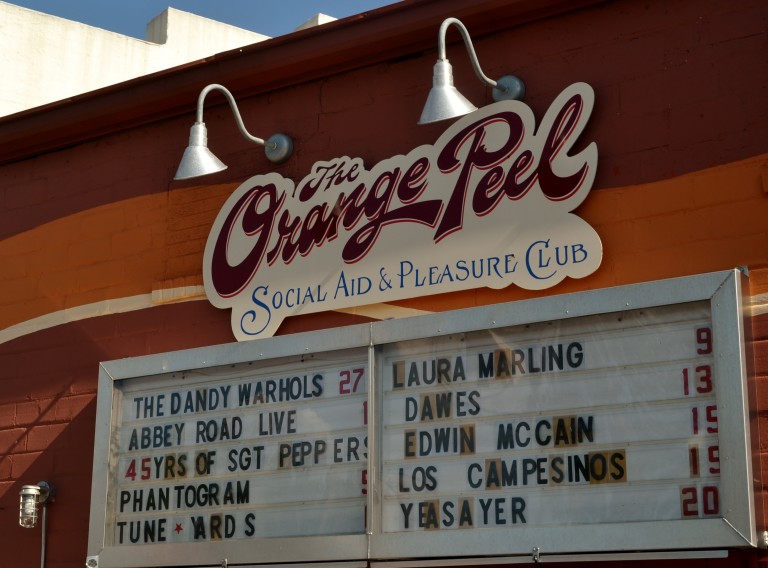 The
Orange Peel
SOCIAL AID & PLEASURE CLUB
THE DANDY WARHOLS 27
ABBEY ROAD LIVE
45YRS OF SGT PEPPERS
PHANTOGRAM
TUNE★YARDS
LAURA MARLING 9
DAWES 13
EDWIN MCCAIN 15
LOS CAMPESINOS 19
YEASAYER 20